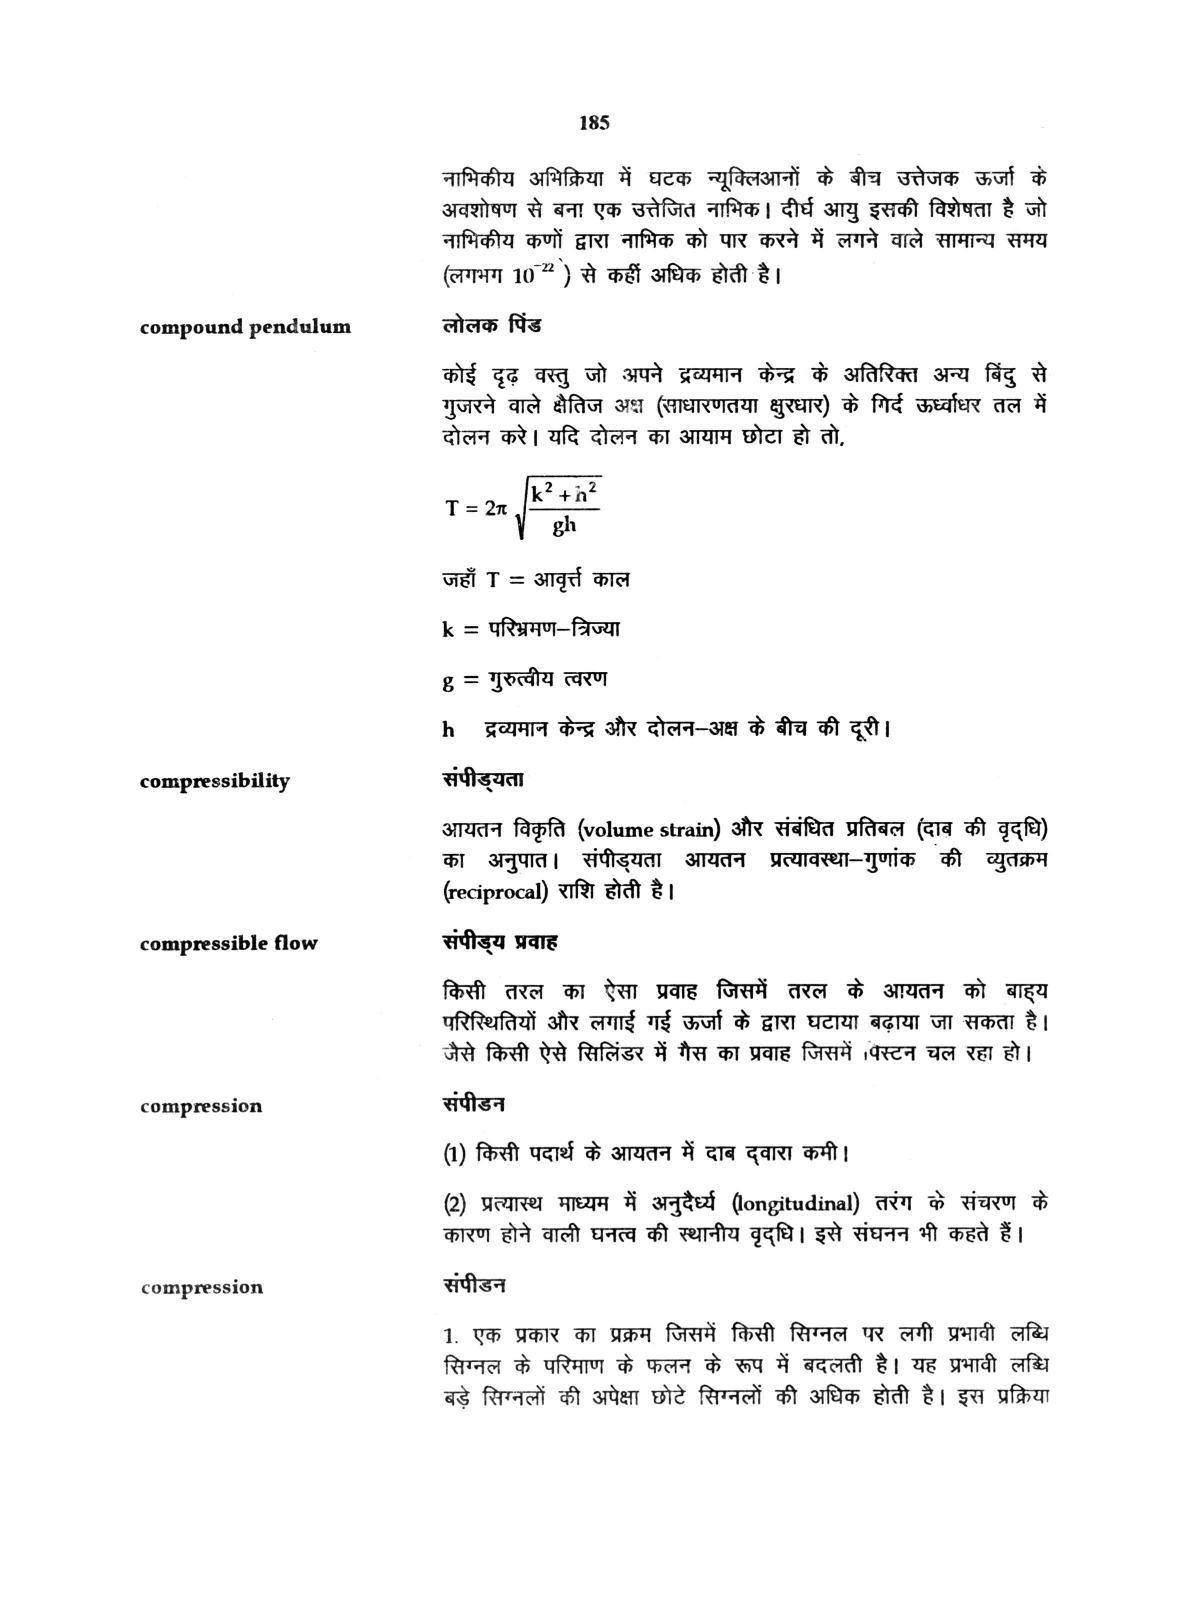 185
नाभिकीय अभिक्रिया में घटक न्यूक्लिआनों के बीच उत्तेजक ऊर्जा के
अवशोषण से बना एक उत्तेजित नाभिक। दीर्घ आयु इसकी विशेषता है जो
नाभिकीय कणों द्वारा नाभिक को पार करने में लगने वाले सामान्य समय
(लगभग 10⁻²² ) से कहीं अधिक होती है।
compound pendulum लोलक पिंड
कोई दृढ़ वस्तु जो अपने द्रव्यमान केन्द्र के अतिरिक्त अन्य बिंदु से
गुजरने वाले क्षैतिज अक्ष (साधारणतया क्षुरधार) के गिर्द ऊर्ध्वाधर तल में
दोलन करे। यदि दोलन का आयाम छोटा हो तो,
T = 2π √((k² + h²)/gh)
जहाँ T = आवृर्त्त काल
k = परिभ्रमण–त्रिज्या
g = गुरुत्वीय त्वरण
h द्रव्यमान केन्द्र और दोलन–अक्ष के बीच की दूरी।
compressibility संपीड्यता
आयतन विकृति (volume strain) और संबंधित प्रतिबल (दाब की वृद्धि)
का अनुपात। संपीड्यता आयतन प्रत्यावस्था–गुणांक की व्युतक्रम
(reciprocal) राशि होती है।
compressible flow संपीड्य प्रवाह
किसी तरल का ऐसा प्रवाह जिसमें तरल के आयतन को बाह्य
परिस्थितियों और लगाई गई ऊर्जा के द्वारा घटाया बढ़ाया जा सकता है।
जैसे किसी ऐसे सिलिंडर में गैस का प्रवाह जिसमें पिस्टन चल रहा हो।
compression संपीडन
(1) किसी पदार्थ के आयतन में दाब द्वारा कमी।
(2) प्रत्यास्थ माध्यम में अनुदैर्ध्य (longitudinal) तरंग के संचरण के
कारण होने वाली घनत्व की स्थानीय वृद्धि। इसे संघनन भी कहते हैं।
compression संपीडन
1. एक प्रकार का प्रक्रम जिसमें किसी सिग्नल पर लगी प्रभावी लब्धि
सिग्नल के परिमाण के फलन के रूप में बदलती है। यह प्रभावी लब्धि
बड़े सिग्नलों की अपेक्षा छोटे सिग्नलों की अधिक होती है। इस प्रक्रिया